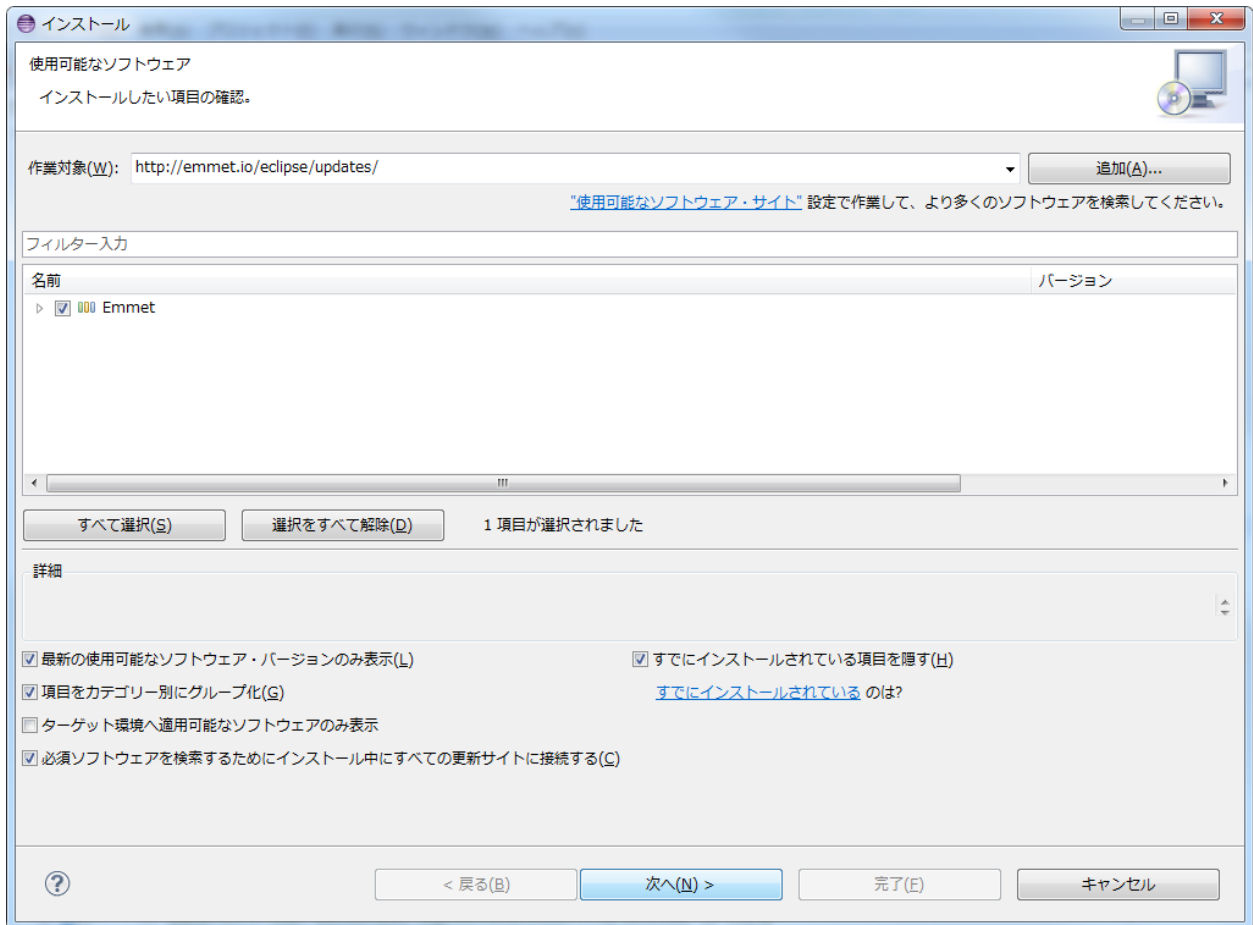 インストール
使用可能なソフトウェア
インストールしたい項目の確認。
作業対象(W): http://emmet.io/eclipse/updates/ 追加(A)...
"使用可能なソフトウェア・サイト" 設定で作業して、より多くのソフトウェアを検索してください。
フィルター入力
名前 バージョン
Emmet
すべて選択(S) 選択をすべて解除(D) 1 項目が選択されました
詳細
最新の使用可能なソフトウェア・バージョンのみ表示(L) すでにインストールされている項目を隠す(H)
項目をカテゴリー別にグループ化(G) すでにインストールされている のは?
ターゲット環境へ適用可能なソフトウェアのみ表示
必須ソフトウェアを検索するためにインストール中にすべての更新サイトに接続する(C)
< 戻る(B) 次へ(N) > 完了(F) キャンセル